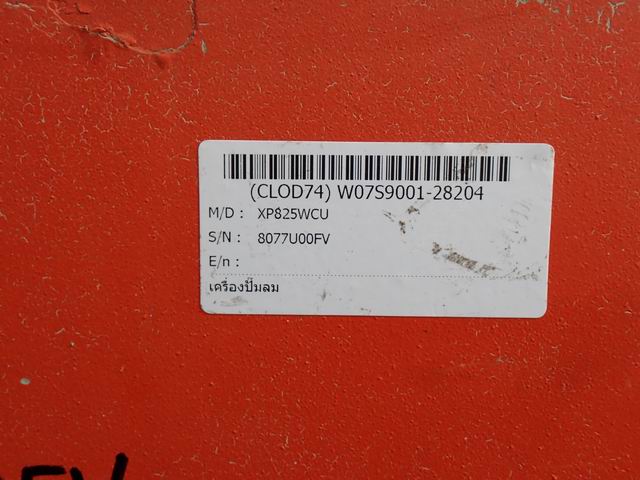 (CLOD74) W07S9001-28204
M/D : XP825WCU
S/N : 8077U00FV
E/n :
เครื่องปั๊มลม